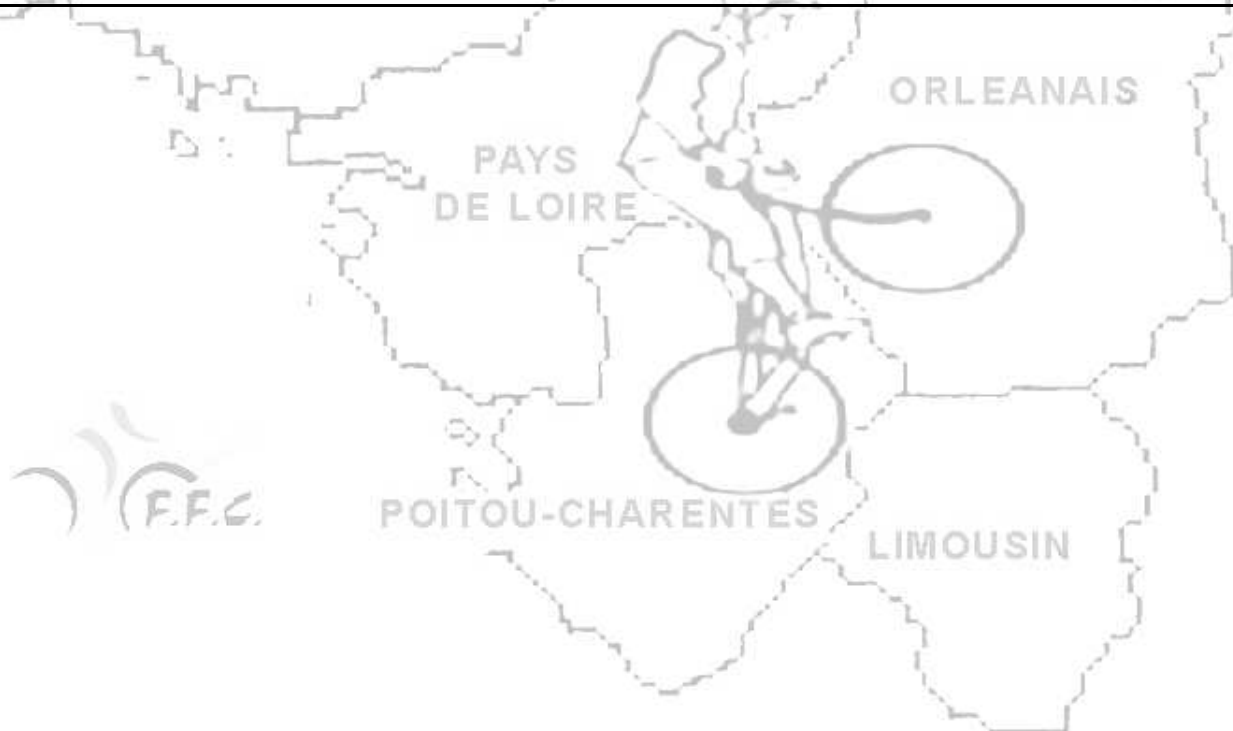 ORLEANAIS
PAYS
DE LOIRE
F.F.C.
POITOU-CHARENTES
LIMOUSIN